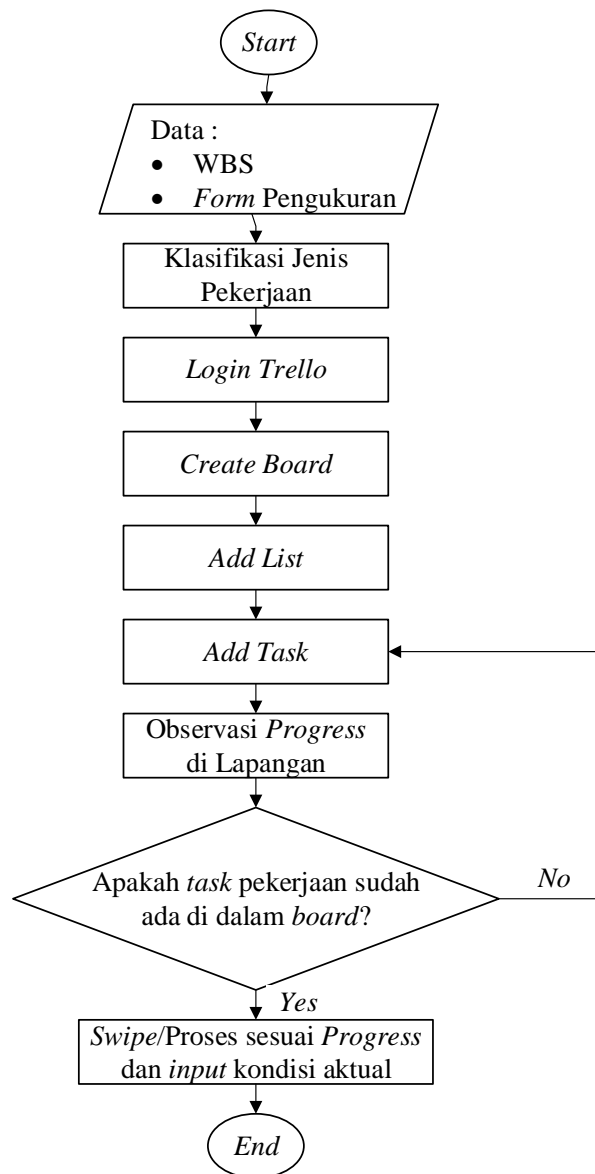 Start
Data :
• WBS
• Form Pengukuran
Klasifikasi Jenis
Pekerjaan
Login Trello
Create Board
Add List
Add Task
Observasi Progress
di Lapangan
Apakah task pekerjaan sudah
ada di dalam board?
No
Yes
Swipe/Proses sesuai Progress
dan input kondisi aktual
End